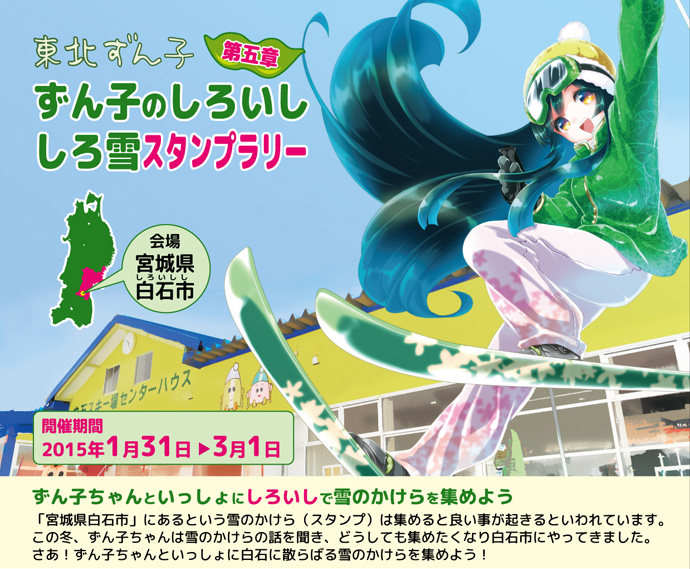 東北ずん子
第五章
ずん子のしろいし
しろ雪スタンプラリー
会場
宮城県
しろいしし
白石市
スキー場センターハウス
開催期間
2015年1月31日▶3月1日
ずん子ちゃんといっしょにしろいしで雪のかけらを集めよう
「宮城県白石市」にあるという雪のかけら（スタンプ）は集めると良い事が起きるといわれています。
この冬、ずん子ちゃんは雪のかけらの話を聞き、どうしても集めたくなり白石市にやってきました。
さあ！ずん子ちゃんといっしょに白石に散らばる雪のかけらを集めよう！